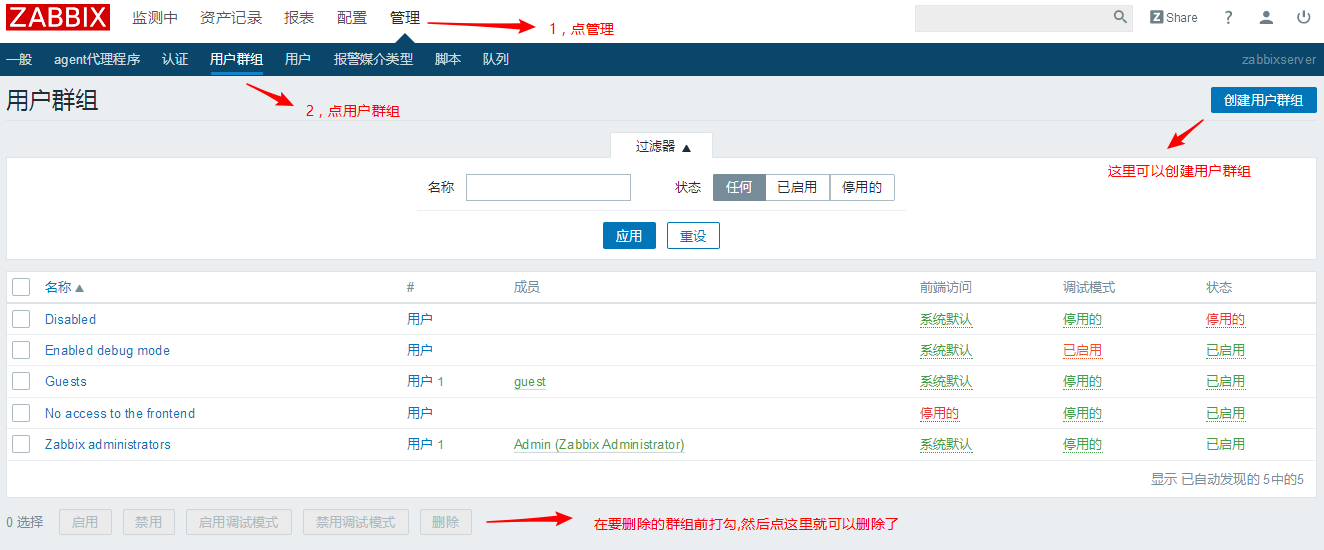 ZABBIX 监测中 资产记录 报表 配置 管理 Z Share ?
1，点管理
一般 agent代理程序 认证 用户群组 用户 报警媒介类型 脚本 队列 zabbixserver
用户群组 创建用户群组
2，点用户群组
过滤器 ▲
这里可以创建用户群组
名称 状态 任何 已启用 停用的
应用 重设
名称 ▲ # 成员 前端访问 调试模式 状态
Disabled 用户 系统默认 停用的 停用的
Enabled debug mode 用户 系统默认 已启用 已启用
Guests 用户 1 guest 系统默认 停用的 已启用
No access to the frontend 用户 停用的 停用的 已启用
Zabbix administrators 用户 1 Admin (Zabbix Administrator) 系统默认 停用的 已启用
显示 已自动发现的 5中的5
0 选择 启用 禁用 启用调试模式 禁用调试模式 删除 在要删除的群组前打勾,然后点这里就可以删除了